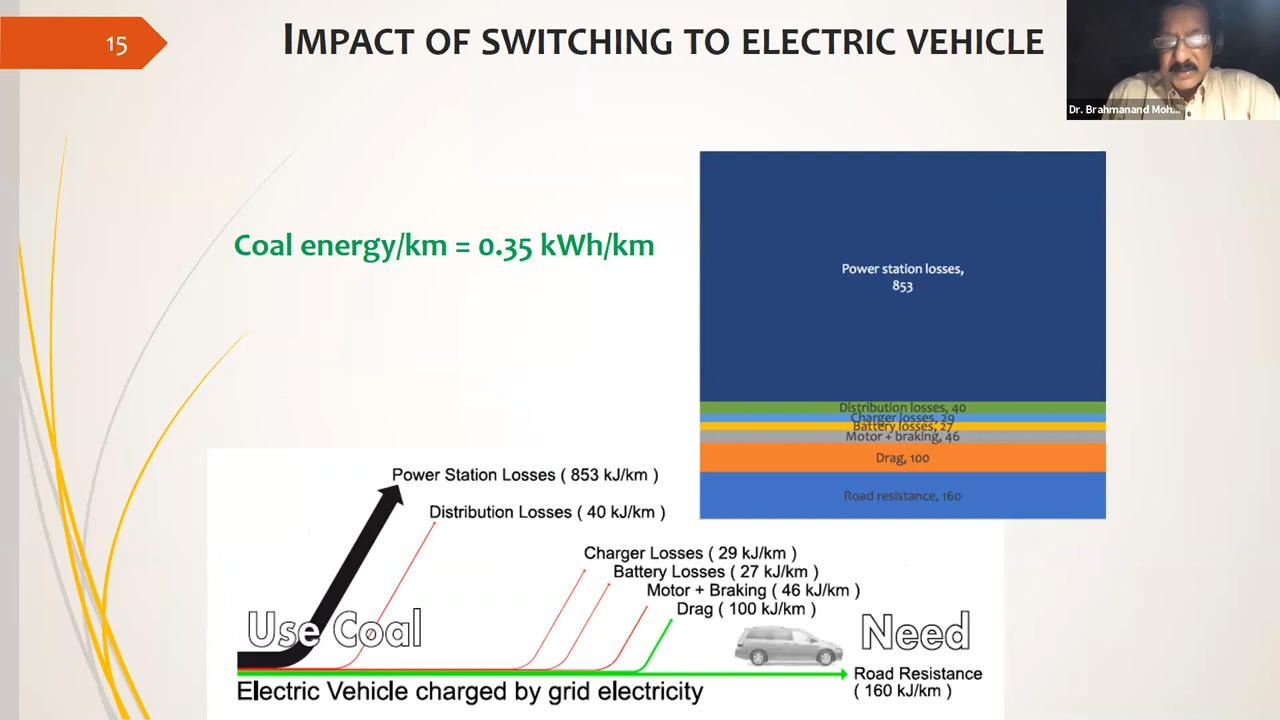 15
IMPACT OF SWITCHING TO ELECTRIC VEHICLE
Dr. Brahmanand Moh...
Coal energy/km = 0.35 kWh/km
Power station losses,
853
Distribution losses, 40
Charger losses, 29
Battery losses, 27
Motor + braking, 46
Drag, 100
Road resistance, 160
Power Station Losses ( 853 kJ/km )
Distribution Losses ( 40 kJ/km )
Charger Losses ( 29 kJ/km )
Battery Losses ( 27 kJ/km )
Motor + Braking ( 46 kJ/km )
Drag ( 100 kJ/km )
Use Coal
Need
Road Resistance
( 160 kJ/km )
Electric Vehicle charged by grid electricity